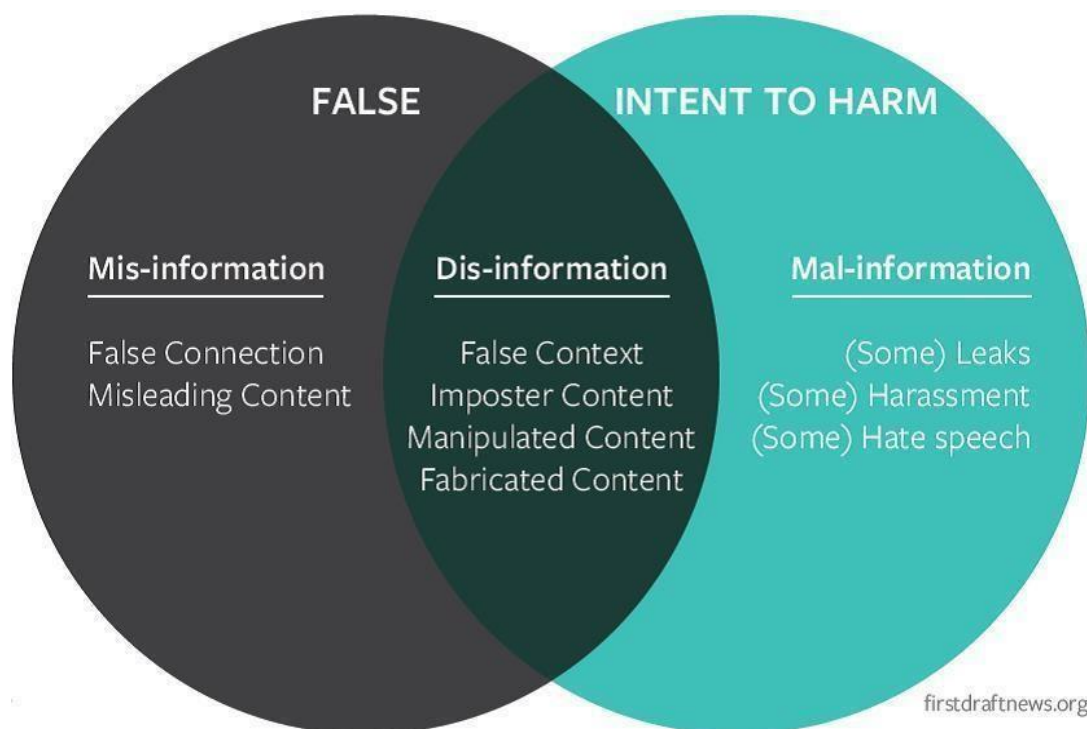 FALSE
INTENT TO HARM
Mis-information
False Connection
Misleading Content
Dis-information
False Context
Imposter Content
Manipulated Content
Fabricated Content
Mal-information
(Some) Leaks
(Some) Harassment
(Some) Hate speech
firstdraftnews.org